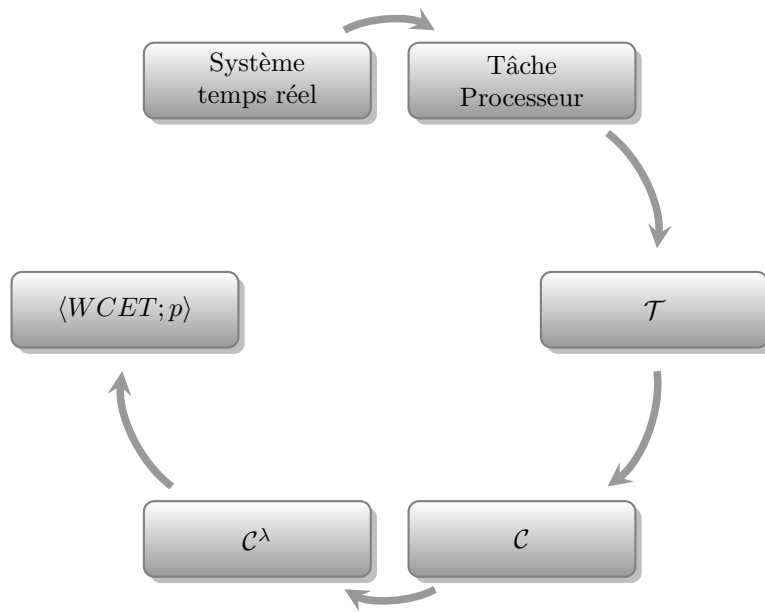 Système
temps réel
Tâche
Processeur
⟨WCET; p⟩
𝒯
𝒞^λ
𝒞